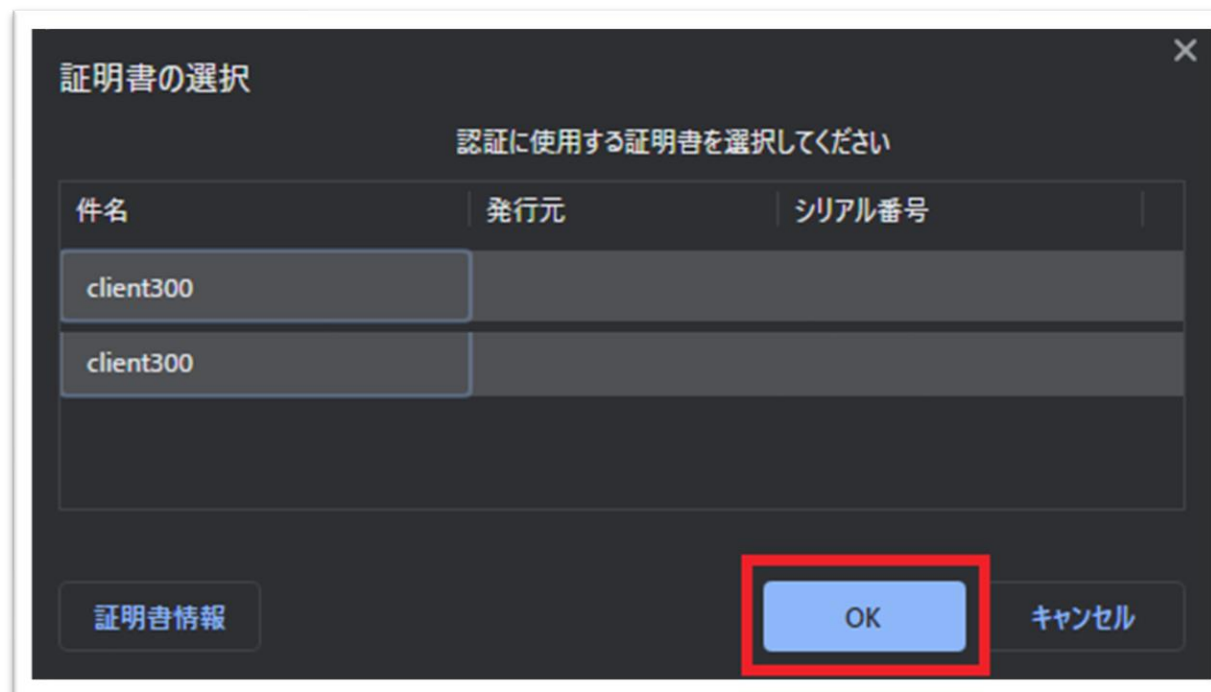 証明書の選択
認証に使用する証明書を選択してください
件名 発行元 シリアル番号
client300
client300
証明書情報 OK キャンセル